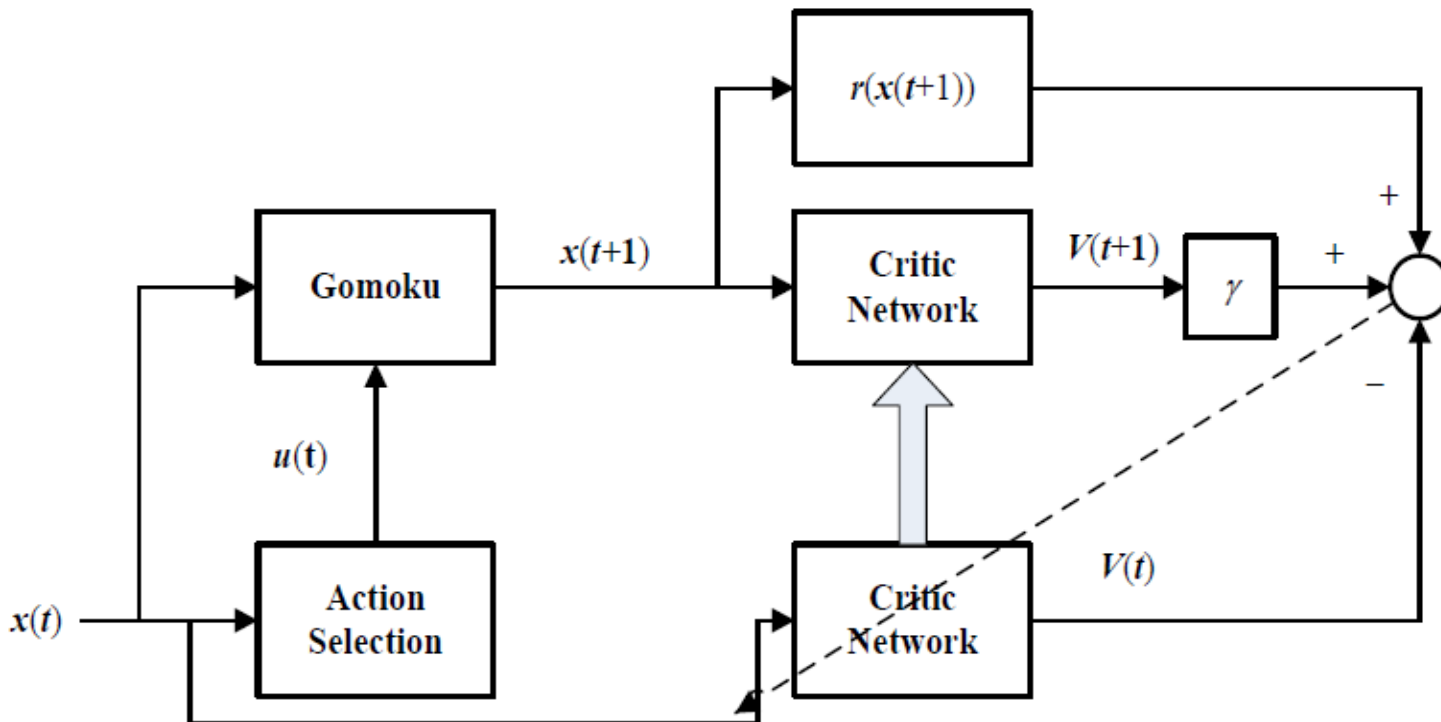 r(x(t+1))
+
Gomoku
x(t+1)
Critic
Network
V(t+1)
γ
+
−
u(t)
x(t)
Action
Selection
Critic
Network
V(t)